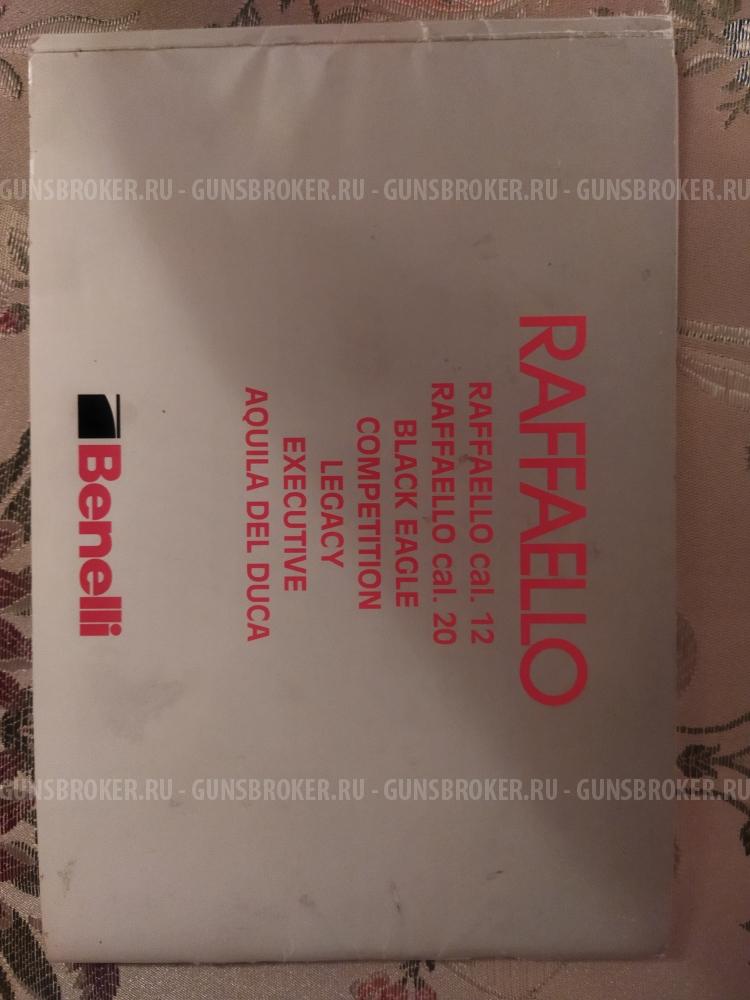 RAFFAELLO
RAFFAELLO cal. 12
RAFFAELLO cal. 20
BLACK EAGLE
COMPETITION
LEGACY
EXECUTIVE
AQUILA DEL DUCA
Benelli
GUNSBROKER.RU - GUNSBROKER.RU - GUNSBROKER.RU - GUNSBROKER.RU
GUNSBROKER.RU - GUNSBROKER.RU - GUNSBROKER.RU - GUNSBROKER.RU